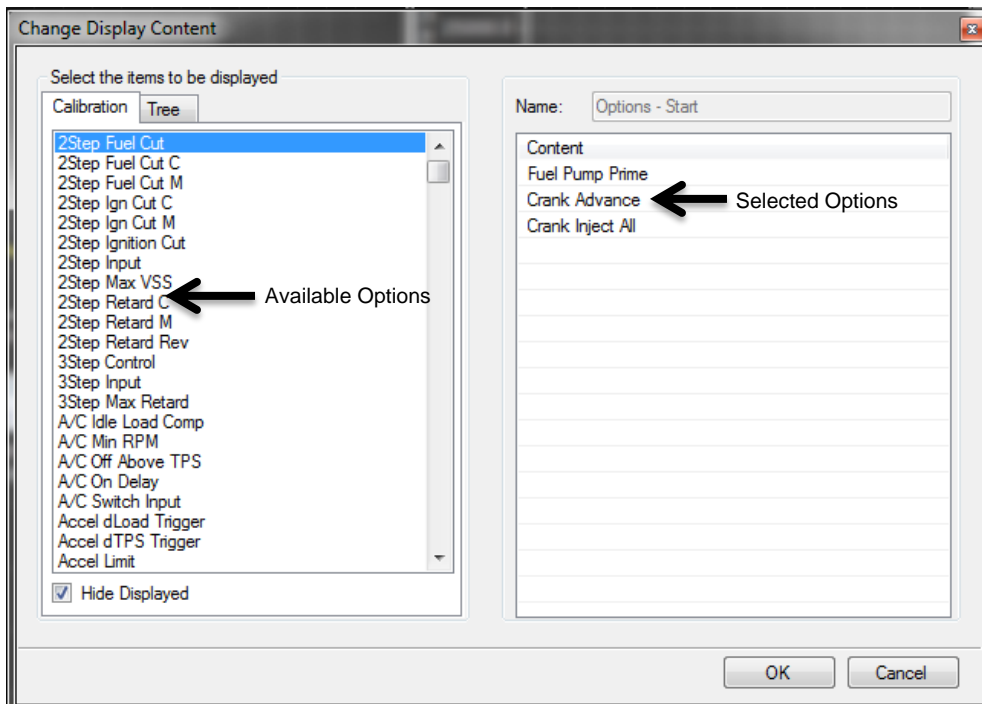 Change Display Content
Select the items to be displayed
Calibration
Tree
2Step Fuel Cut
2Step Fuel Cut C
2Step Fuel Cut M
2Step Ign Cut C
2Step Ign Cut M
2Step Ignition Cut
2Step Input
2Step Max VSS
2Step Retard C
2Step Retard M
2Step Retard Rev
3Step Control
3Step Input
3Step Max Retard
A/C Idle Load Comp
A/C Min RPM
A/C Off Above TPS
A/C On Delay
A/C Switch Input
Accel dLoad Trigger
Accel dTPS Trigger
Accel Limit
Available Options
Hide Displayed
Name: Options - Start
Content
Fuel Pump Prime
Crank Advance
Selected Options
Crank Inject All
OK
Cancel